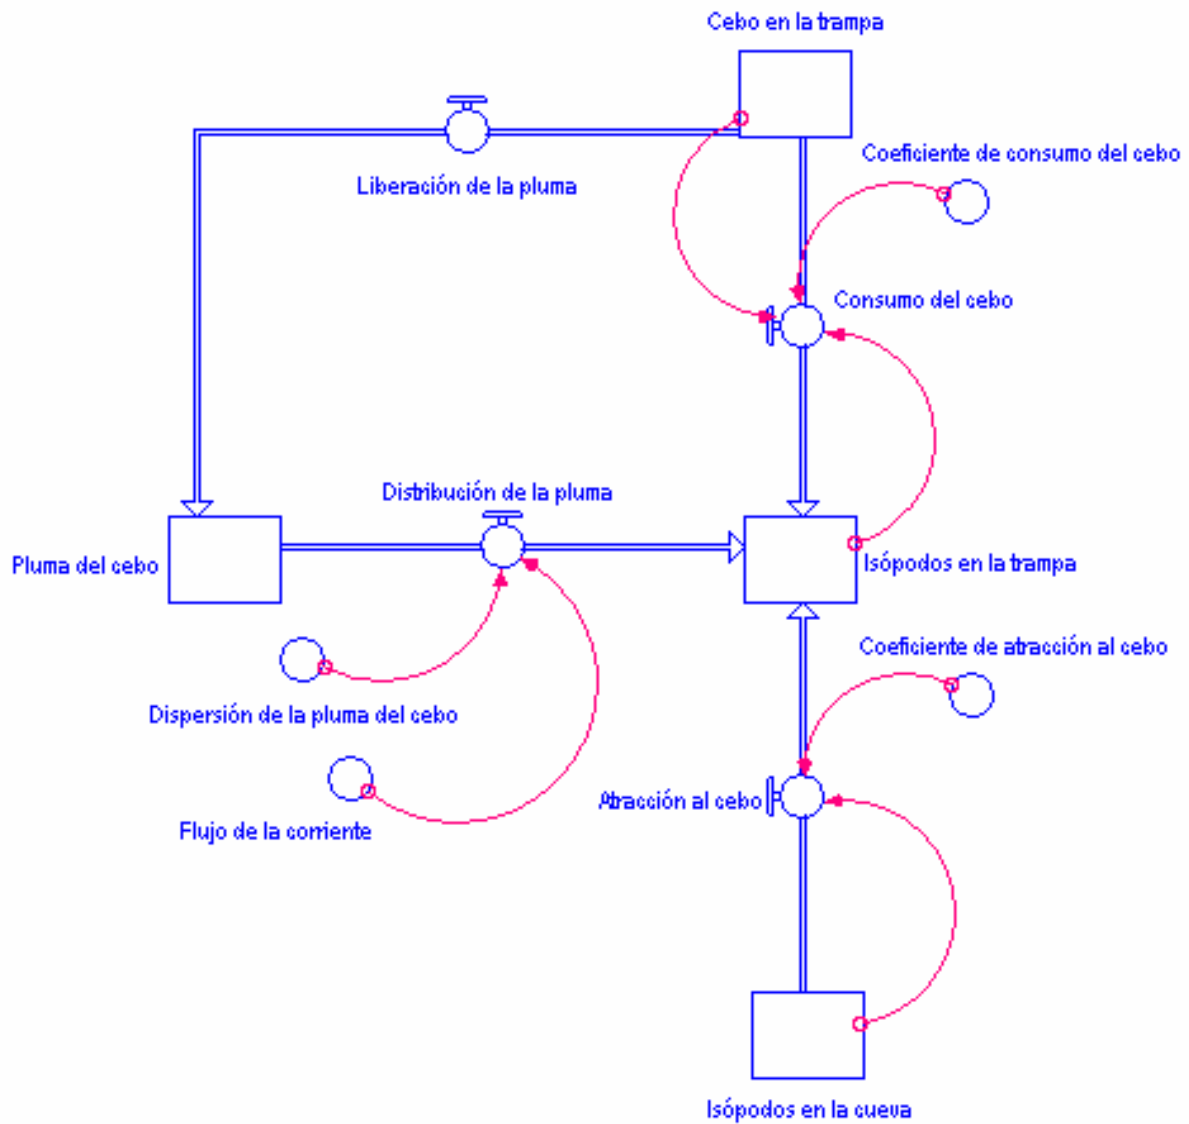 Cebo en la trampa
Coeficiente de consumo del cebo
Liberación de la pluma
Consumo del cebo
Distribución de la pluma
Pluma del cebo
Isópodos en la trampa
Coeficiente de atracción al cebo
Dispersión de la pluma del cebo
Atracción al cebo
Flujo de la corriente
Isópodos en la cueva